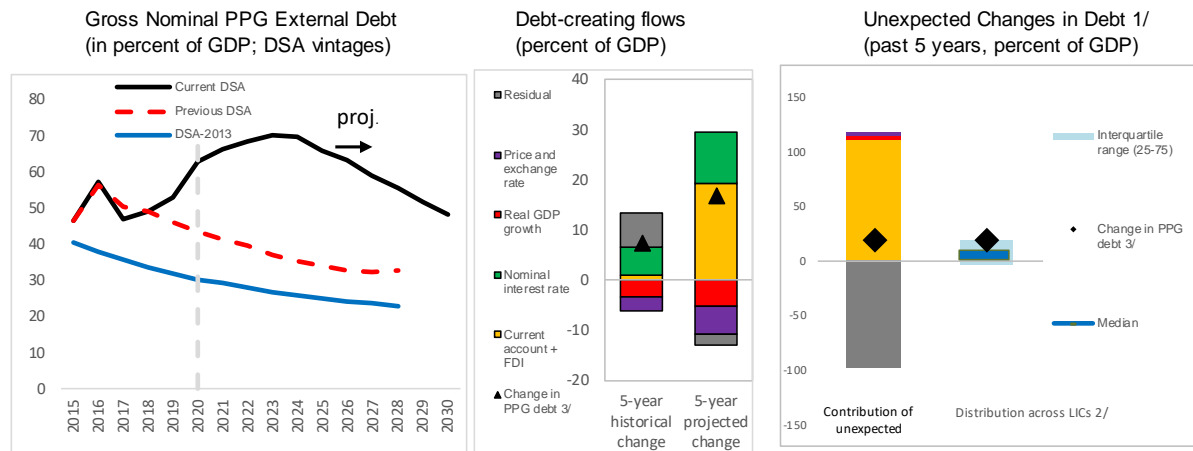 Gross Nominal PPG External Debt
(in percent of GDP; DSA vintages)
Current DSA
Previous DSA
DSA-2013
proj.
80
70
60
50
40
30
20
10
0
2015
2016
2017
2018
2019
2020
2021
2022
2023
2024
2025
2026
2027
2028
2029
2030
Debt-creating flows
(percent of GDP)
Residual
Price and
exchange
rate
Real GDP
growth
Nominal
interest rate
Current
account +
FDI
Change in
PPG debt 3/
40
30
20
10
0
-10
-20
5-year
historical
change
5-year
projected
change
Unexpected Changes in Debt 1/
(past 5 years, percent of GDP)
150
100
50
0
-50
-100
-150
Contribution of
unexpected
Distribution across LICs 2/
Interquartile
range (25-75)
Change in PPG
debt 3/
Median